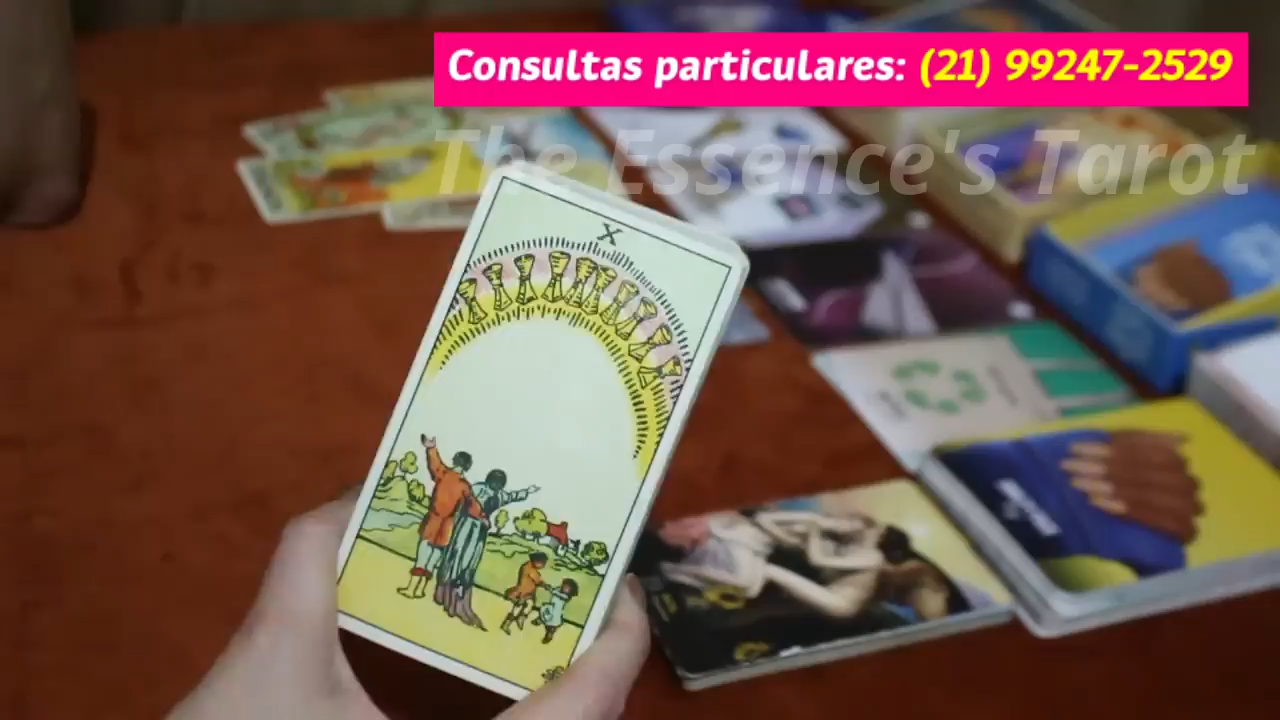 Consultas particulares: (21) 99247-2529
The Essence's Tarot
X